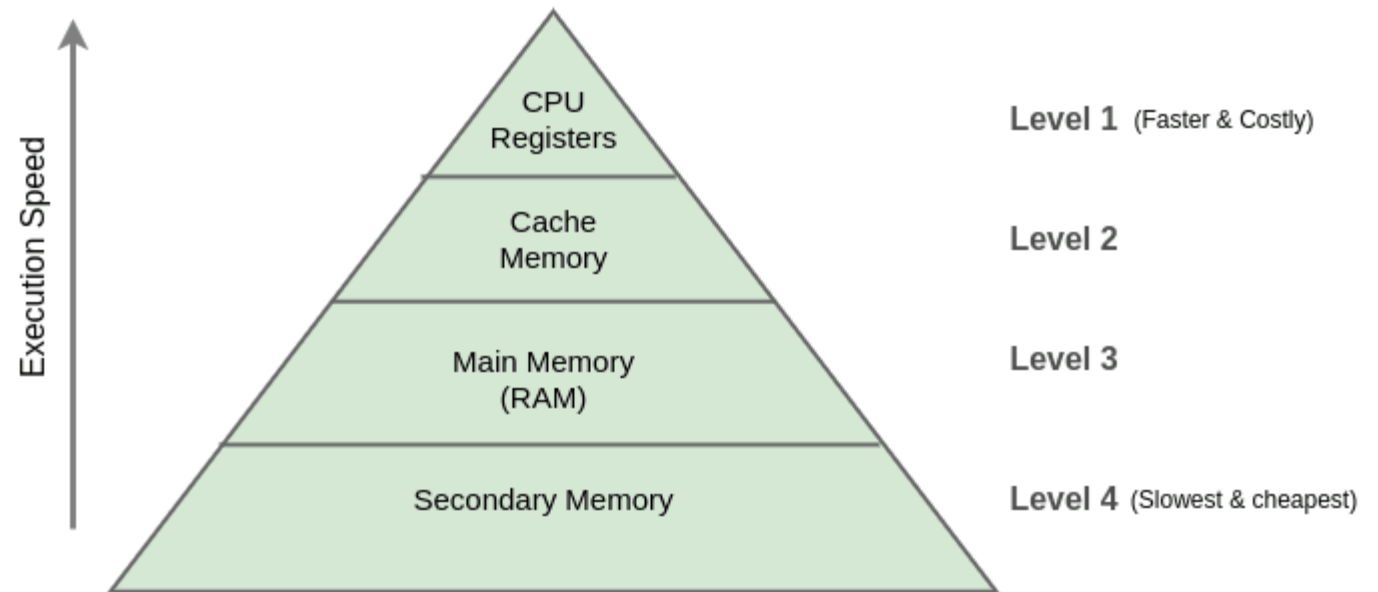 Execution Speed
CPU
Registers
Level 1 (Faster & Costly)
Cache
Memory
Level 2
Main Memory
(RAM)
Level 3
Secondary Memory
Level 4 (Slowest & cheapest)